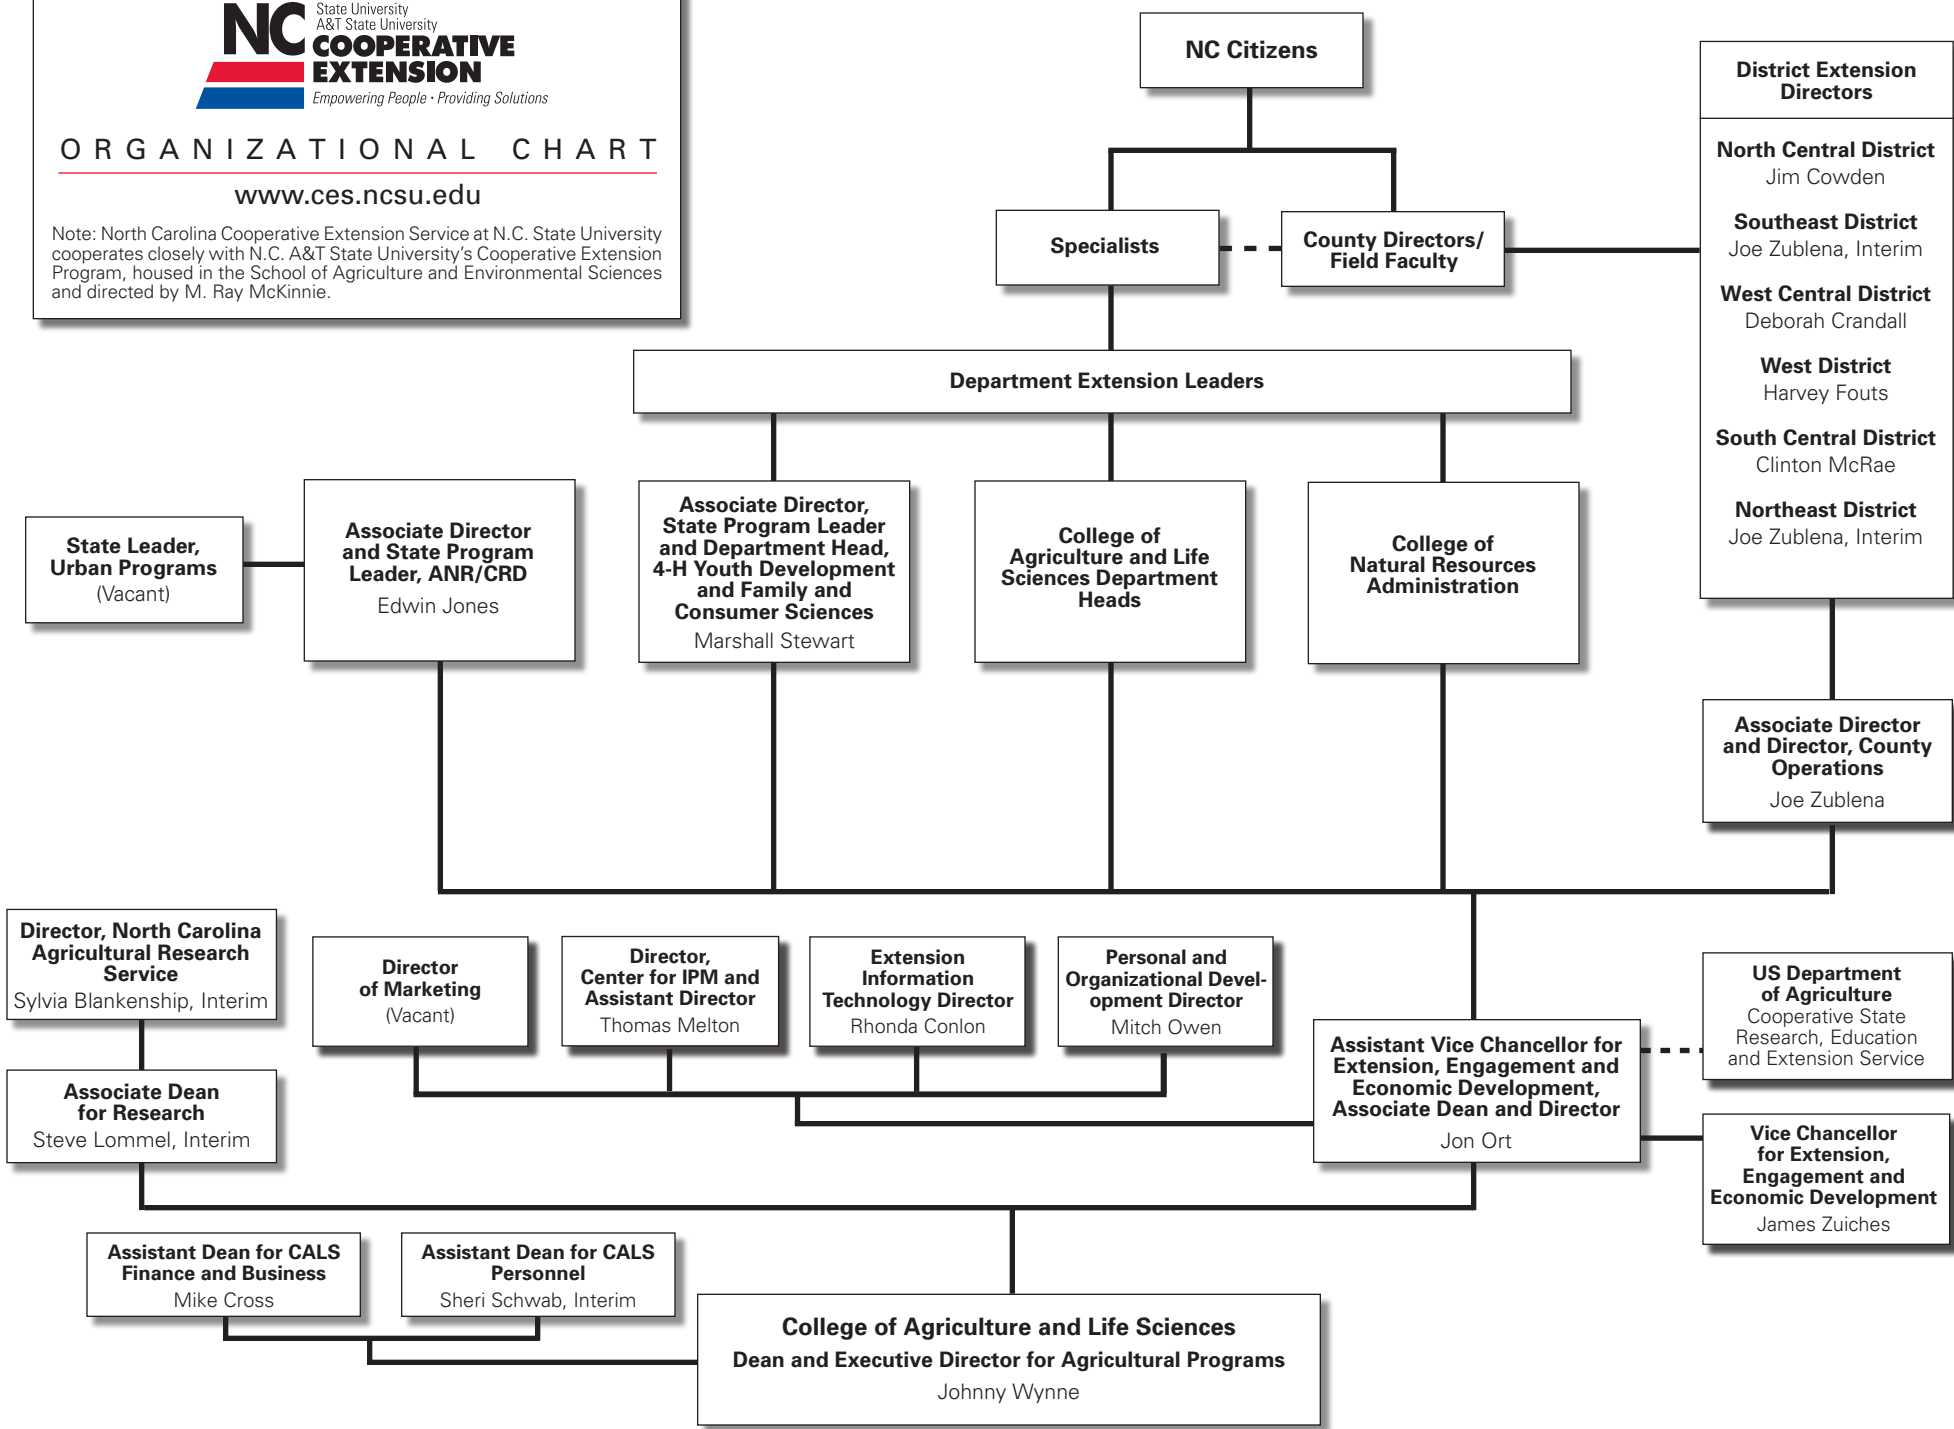 NC
State University
A&T State University
COOPERATIVE
EXTENSION
Empowering People • Providing Solutions
ORGANIZATIONAL CHART
www.ces.ncsu.edu
Note: North Carolina Cooperative Extension Service at N.C. State University
cooperates closely with N.C. A&T State University's Cooperative Extension
Program, housed in the School of Agriculture and Environmental Sciences
and directed by M. Ray McKinnie.
NC Citizens
District Extension
Directors
North Central District
Jim Cowden
Southeast District
Joe Zublena, Interim
West Central District
Deborah Crandall
West District
Harvey Fouts
South Central District
Clinton McRae
Northeast District
Joe Zublena, Interim
Specialists
County Directors/
Field Faculty
Department Extension Leaders
State Leader,
Urban Programs
(Vacant)
Associate Director
and State Program
Leader, ANR/CRD
Edwin Jones
Associate Director,
State Program Leader
and Department Head,
4-H Youth Development
and Family and
Consumer Sciences
Marshall Stewart
College of
Agriculture and Life
Sciences Department
Heads
College of
Natural Resources
Administration
Associate Director
and Director, County
Operations
Joe Zublena
Director, North Carolina
Agricultural Research
Service
Sylvia Blankenship, Interim
Director
of Marketing
(Vacant)
Director,
Center for IPM and
Assistant Director
Thomas Melton
Extension
Information
Technology Director
Rhonda Conlon
Personal and
Organizational Devel-
opment Director
Mitch Owen
US Department
of Agriculture
Cooperative State
Research, Education
and Extension Service
Assistant Vice Chancellor for
Extension, Engagement and
Economic Development,
Associate Dean and Director
Jon Ort
Associate Dean
for Research
Steve Lommel, Interim
Vice Chancellor
for Extension,
Engagement and
Economic Development
James Zuiches
Assistant Dean for CALS
Finance and Business
Mike Cross
Assistant Dean for CALS
Personnel
Sheri Schwab, Interim
College of Agriculture and Life Sciences
Dean and Executive Director for Agricultural Programs
Johnny Wynne